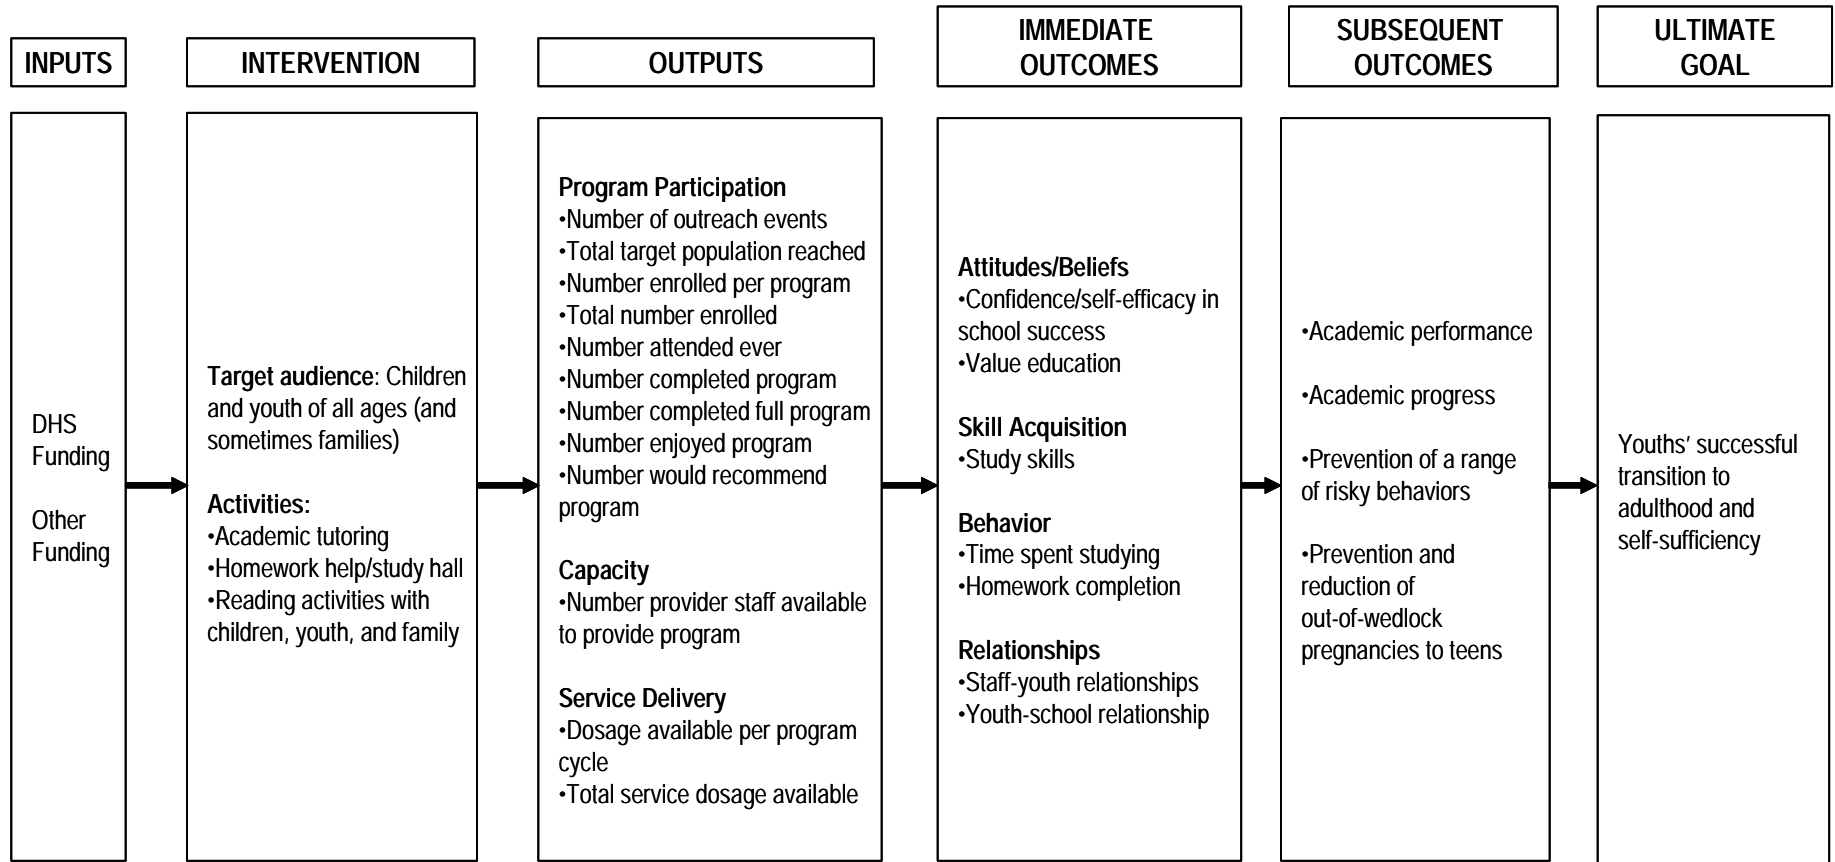 INPUTS
INTERVENTION
OUTPUTS
IMMEDIATE
OUTCOMES
SUBSEQUENT
OUTCOMES
ULTIMATE
GOAL
DHS
Funding
Other
Funding
Target audience: Children
and youth of all ages (and
sometimes families)
Activities:
•Academic tutoring
•Homework help/study hall
•Reading activities with
children, youth, and family
Program Participation
•Number of outreach events
•Total target population reached
•Number enrolled per program
•Total number enrolled
•Number attended ever
•Number completed program
•Number completed full program
•Number enjoyed program
•Number would recommend
program
Capacity
•Number provider staff available
to provide program
Service Delivery
•Dosage available per program
cycle
•Total service dosage available
Attitudes/Beliefs
•Confidence/self-efficacy in
school success
•Value education
Skill Acquisition
•Study skills
Behavior
•Time spent studying
•Homework completion
Relationships
•Staff-youth relationships
•Youth-school relationship
•Academic performance
•Academic progress
•Prevention of a range
of risky behaviors
•Prevention and
reduction of
out-of-wedlock
pregnancies to teens
Youths’ successful
transition to
adulthood and
self-sufficiency